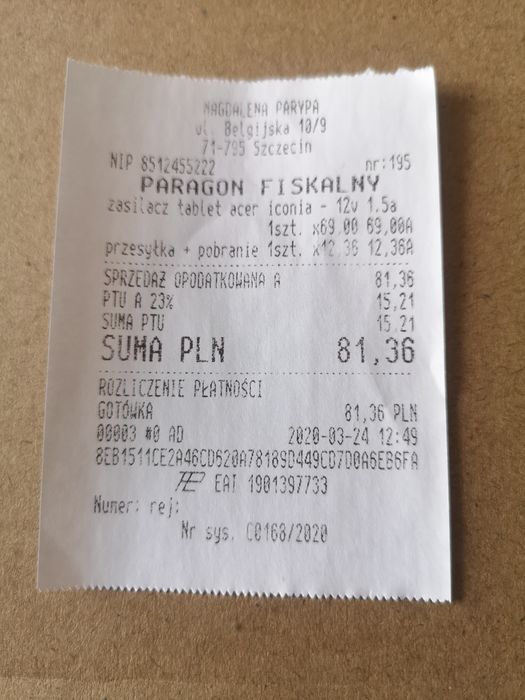 MAGDALENA PARYPA
ul. Belgijska 10/9
71-795 Szczecin
NIP 8512455222 nr:195
PARAGON FISKALNY
zasilacz tablet acer iconia - 12v 1.5a
1szt. x69,00 69,00A
przesyłka + pobranie 1szt. x12,36 12,36A
SPRZEDAŻ OPODATKOWANA A 81,36
PTU A 23% 15,21
SUMA PTU 15,21
SUMA PLN 81,36
ROZLICZENIE PŁATNOŚCI
GOTÓWKA 81,36 PLN
00003 #0 AD 2020-03-24 12:49
8EB1511CE2A46CD620A78189D449CD7D0A6EB6FA
EAT 1901397733
Numer: rej:
Nr sys. C0168/2020